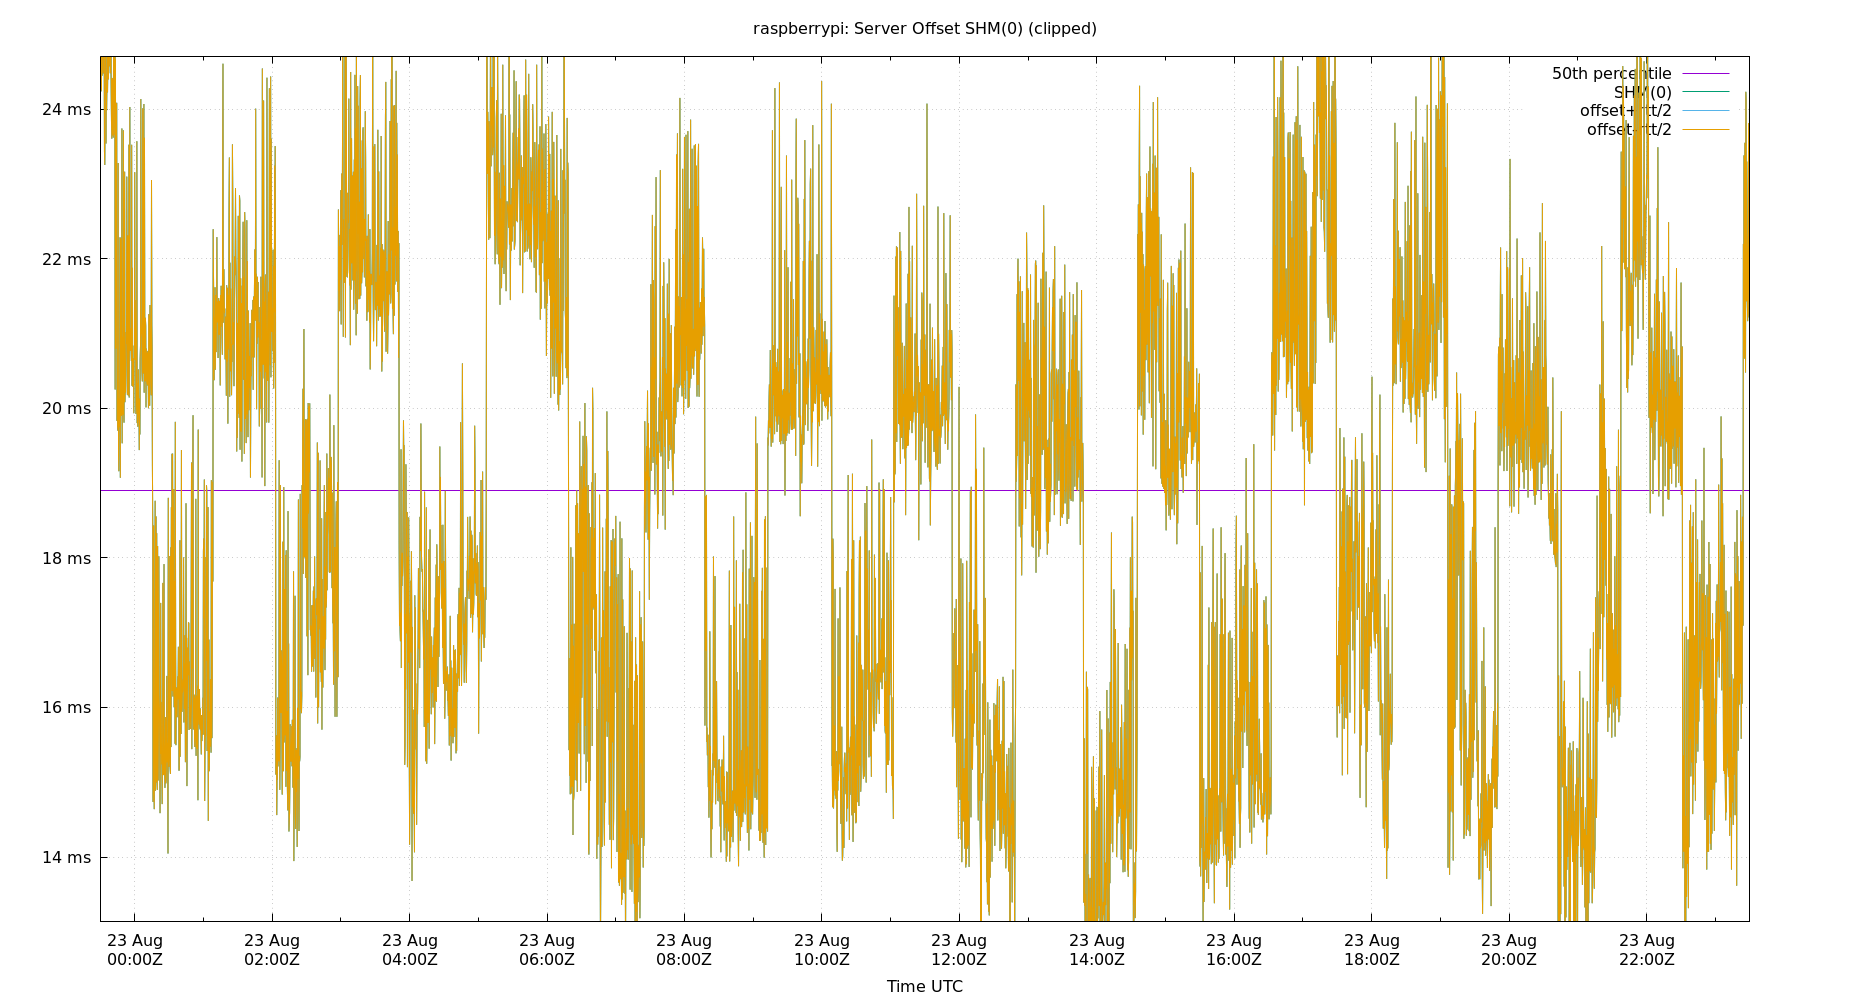 raspberrypi: Server Offset SHM(0) (clipped)
50th percentile
SHM(0)
offset+rtt/2
offset-rtt/2
24 ms
22 ms
20 ms
18 ms
16 ms
14 ms
23 Aug 23 Aug 23 Aug 23 Aug 23 Aug 23 Aug 23 Aug 23 Aug 23 Aug 23 Aug 23 Aug 23 Aug
00:00Z 02:00Z 04:00Z 06:00Z 08:00Z 10:00Z 12:00Z 14:00Z 16:00Z 18:00Z 20:00Z 22:00Z
Time UTC